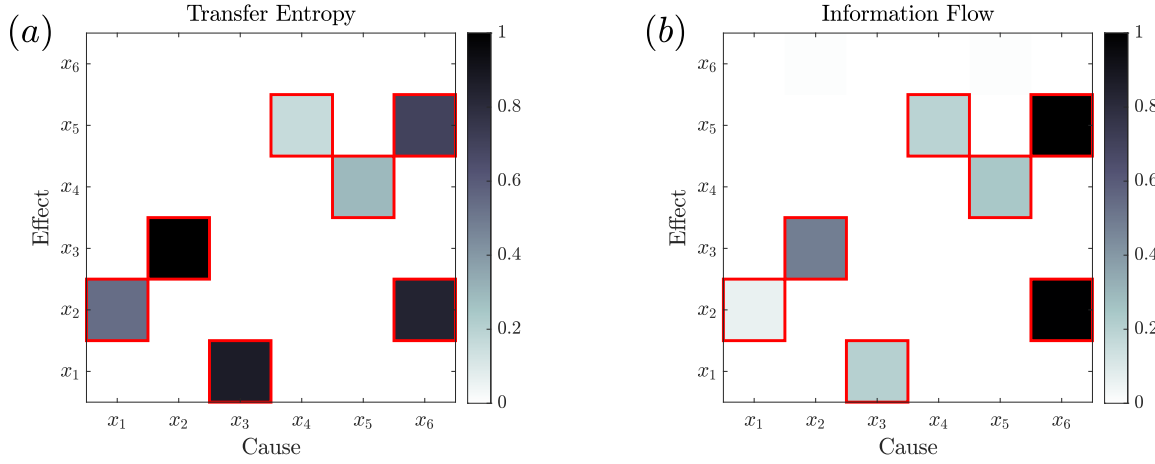 (a)
Transfer Entropy
Effect
x₆
x₅
x₄
x₃
x₂
x₁
x₁ x₂ x₃ x₄ x₅ x₆
Cause
1
0.8
0.6
0.4
0.2
0
(b)
Information Flow
Effect
x₆
x₅
x₄
x₃
x₂
x₁
x₁ x₂ x₃ x₄ x₅ x₆
Cause
1
0.8
0.6
0.4
0.2
0